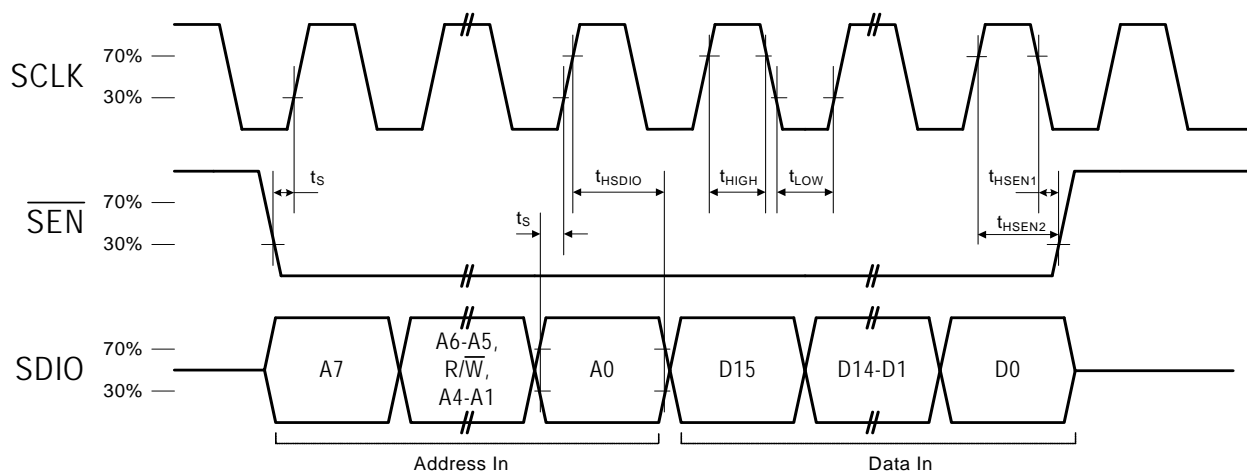 SCLK
70%
30%
SEN
70%
30%
tS
tS
tHSDIO
tHIGH
tLOW
tHSEN1
tHSEN2
SDIO
70%
30%
A7
A6-A5,
R/W,
A4-A1
A0
D15
D14-D1
D0
Address In
Data In